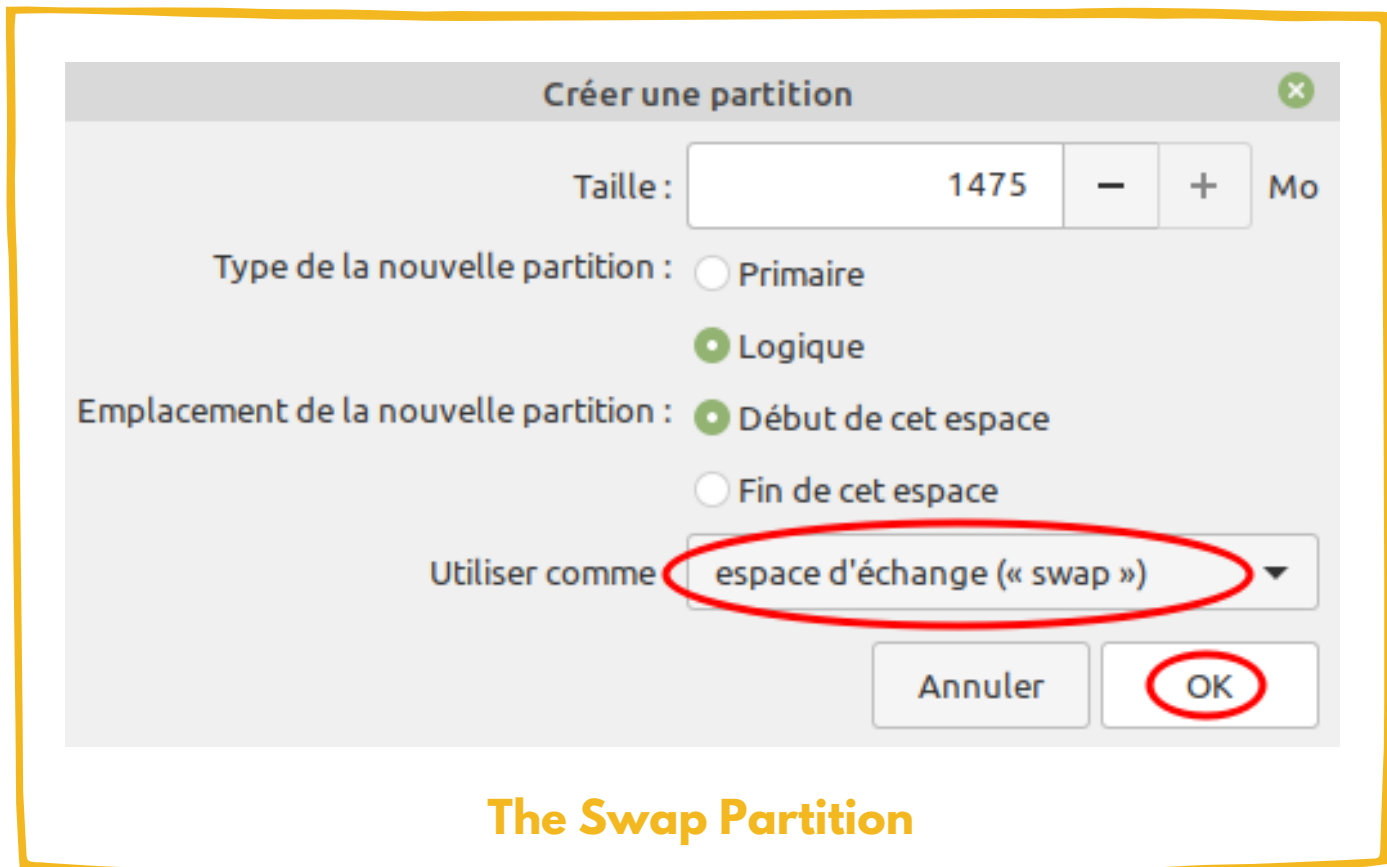 Créer une partition
Taille : 1475 − + Mo
Type de la nouvelle partition : Primaire
Logique
Emplacement de la nouvelle partition : Début de cet espace
Fin de cet espace
Utiliser comme espace d'échange (« swap »)
Annuler OK
The Swap Partition